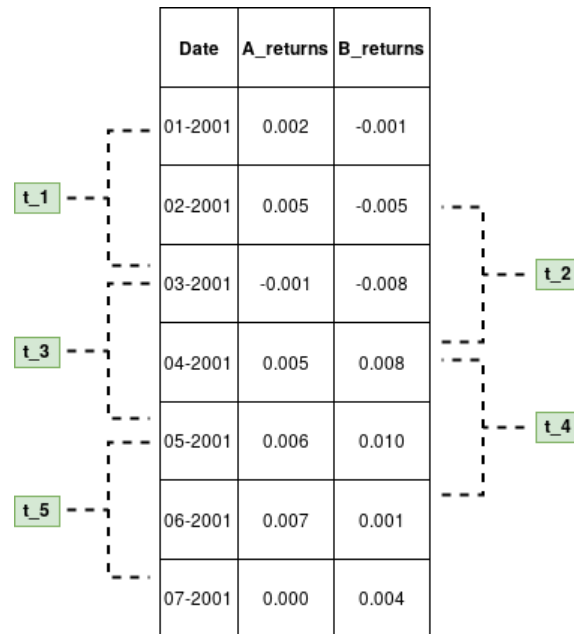 Date A_returns B_returns
01-2001 0.002 -0.001
t_1
02-2001 0.005 -0.005
t_2
03-2001 -0.001 -0.008
t_3
04-2001 0.005 0.008
t_4
05-2001 0.006 0.010
t_5
06-2001 0.007 0.001
07-2001 0.000 0.004